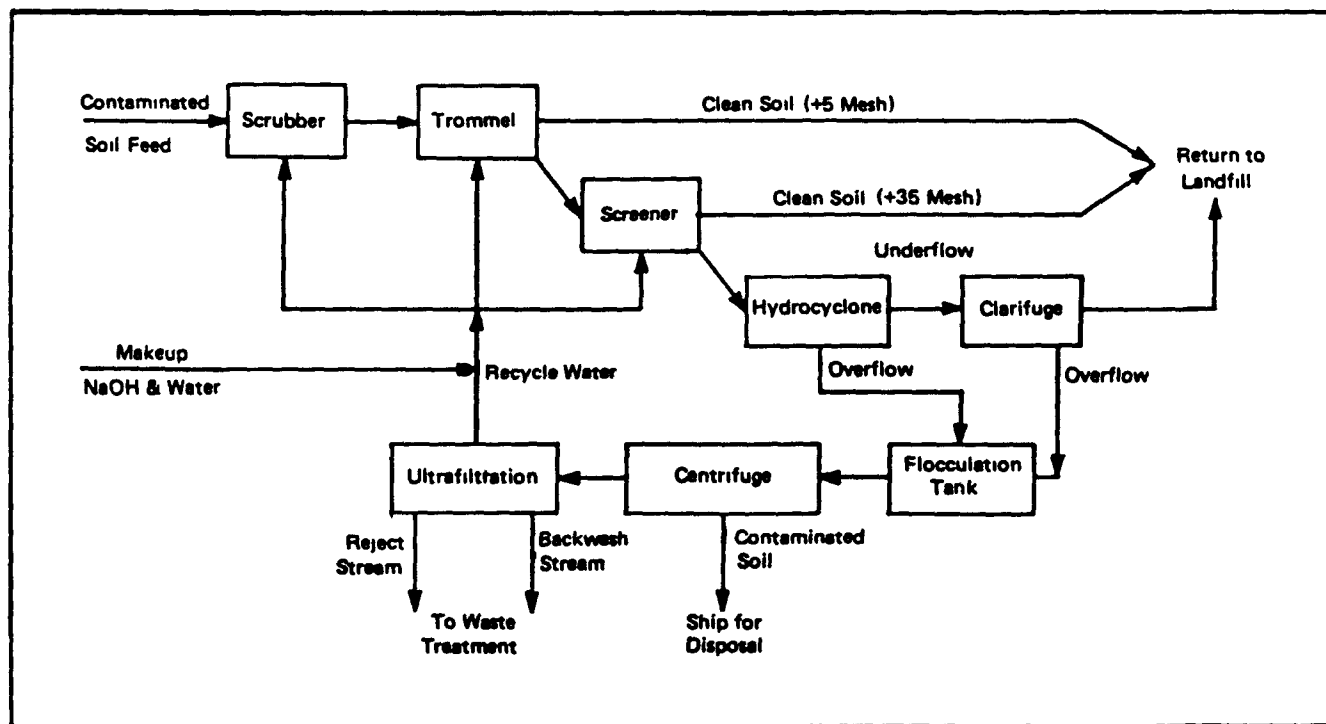 Contaminated
Soil Feed
Scrubber
Trommel
Clean Soil (+5 Mesh)
Return to
Landfill
Screener
Clean Soil (+35 Mesh)
Underflow
Hydrocyclone
Clarifuge
Makeup
NaOH & Water
Recycle Water
Overflow
Overflow
Ultrafiltration
Centrifuge
Flocculation
Tank
Reject
Stream
Backwash
Stream
Contaminated
Soil
To Waste
Treatment
Ship for
Disposal